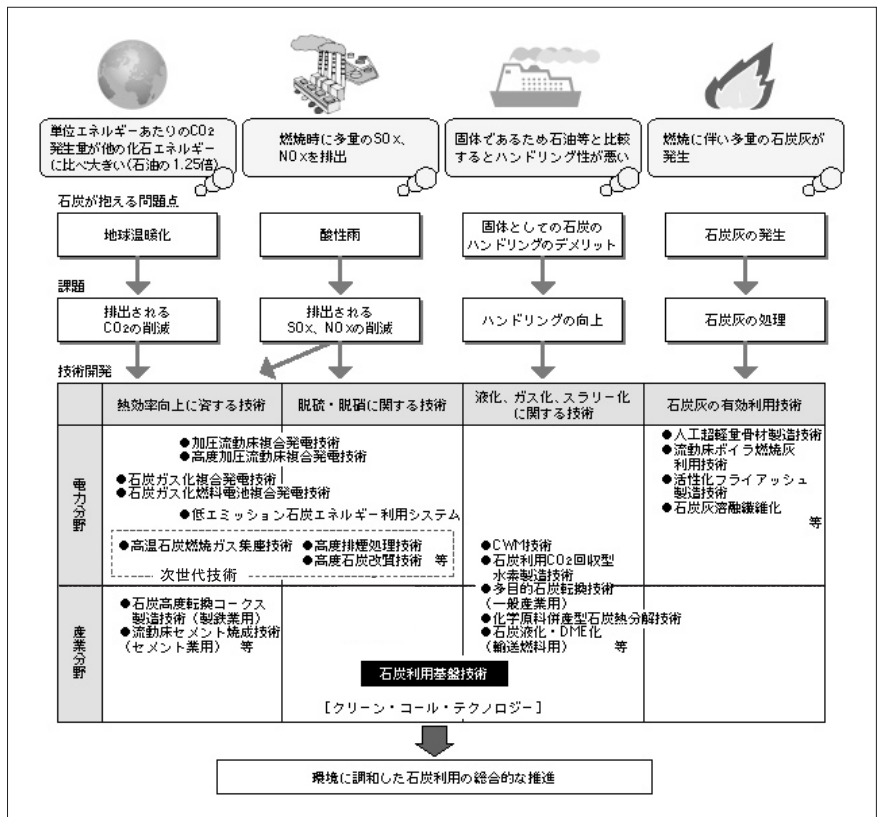 単位エネルギーあたりのCO2
発生量が他の化石エネルギー
に比べ大きい(石油の1.25倍)
燃焼時に多量のSOx、
NOxを排出
固体であるため石油等と比較
するとハンドリング性が悪い
燃焼に伴い多量の石炭灰が
発生
石炭が抱える問題点
地球温暖化
酸性雨
固体としての石炭の
ハンドリングのデメリット
石炭灰の発生
課題
排出される
CO2の削減
排出される
SOx、NOxの削減
ハンドリングの向上
石炭灰の処理
技術開発
熱効率向上に資する技術
脱硫・脱硝に関する技術
液化、ガス化、スラリー化
に関する技術
石炭灰の有効利用技術
電力分野
●加圧流動床複合発電技術
●高度加圧流動床複合発電技術
●石炭ガス化複合発電技術
●石炭ガス化燃料電池複合発電技術
●低エミッション石炭エネルギー利用システム
●高温石炭燃焼ガス集塵技術
●高度排煙処理技術
●高度石炭改質技術 等
次世代技術
●人工超軽量骨材製造技術
●流動床ボイラ燃焼灰
利用技術
●活性化フライアッシュ
製造技術
●石炭灰溶融繊維化
等
●CWM技術
●石炭利用CO2回収型
水素製造技術
●多目的石炭転換技術
(一般産業用)
●化学原料併産型石炭熱分解技術
●石炭液化・DME化
(輸送燃料用) 等
産業分野
●石炭高度転換コークス
製造技術(製鉄業用)
●流動床セメント焼成技術
(セメント業用) 等
石炭利用基盤技術
[クリーン・コール・テクノロジー]
環境に調和した石炭利用の総合的な推進